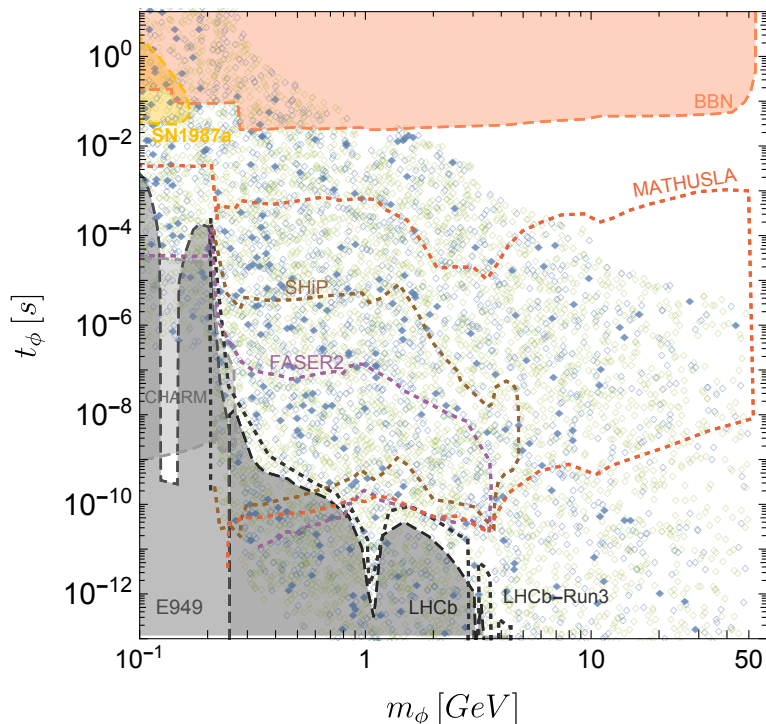 10^0
10^{-2}
10^{-4}
10^{-6}
10^{-8}
10^{-10}
10^{-12}
t_ϕ [s]
BBN
SN1987a
MATHUSLA
SHiP
FASER2
CHARM
E949
LHCb
LHCb-Run3
10^{-1}
1
5
10
50
m_ϕ [GeV]